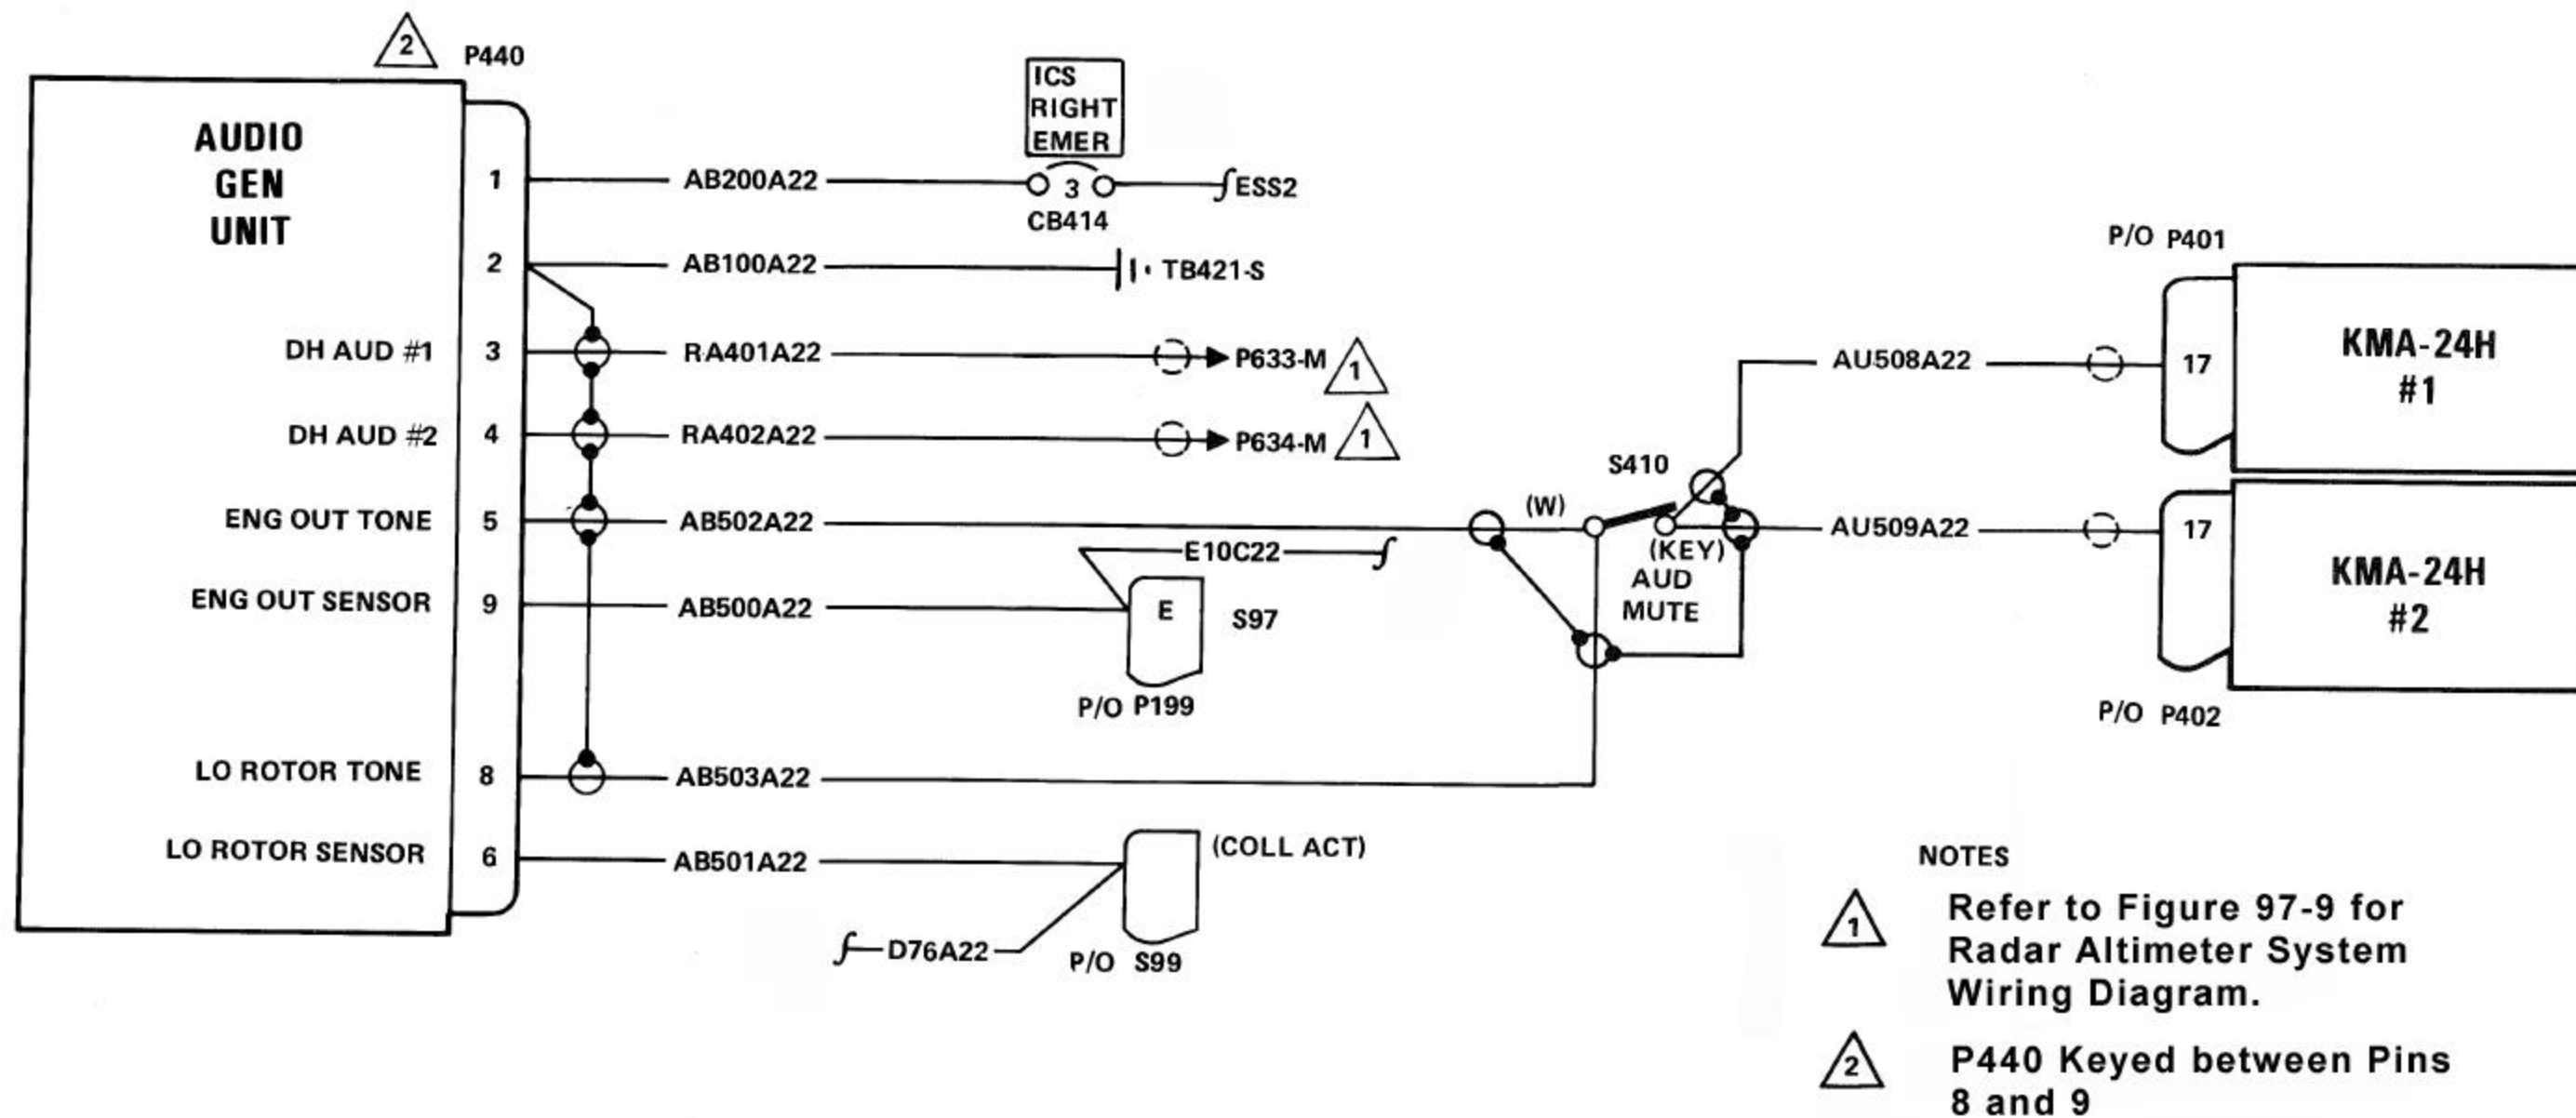 2
P440
AUDIO
GEN
UNIT
ICS
RIGHT
EMER
1
AB200A22
3
ESS2
CB414
2
AB100A22
TB421-S
DH AUD #1
3
RA401A22
P633-M
1
DH AUD #2
4
RA402A22
P634-M
1
ENG OUT TONE
5
AB502A22
(W)
S410
(KEY)
AUD
MUTE
E10C22
ENG OUT SENSOR
9
AB500A22
E
S97
P/O P199
LO ROTOR TONE
8
AB503A22
LO ROTOR SENSOR
6
AB501A22
(COLL ACT)
D76A22
P/O S99
P/O P401
AU508A22
17
KMA-24H
#1
AU509A22
17
KMA-24H
#2
P/O P402
NOTES
1
Refer to Figure 97-9 for
Radar Altimeter System
Wiring Diagram.
2
P440 Keyed between Pins
8 and 9